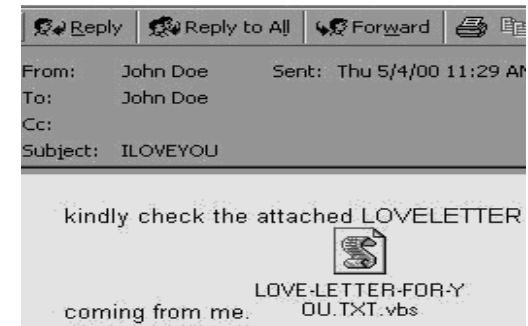 Reply Reply to All Forward
From: John Doe Sent: Thu 5/4/00 11:29 AM
To: John Doe
Cc:
Subject: ILOVEYOU
kindly check the attached LOVELETTER
LOVE-LETTER-FOR-Y
coming from me. OU.TXT.vbs